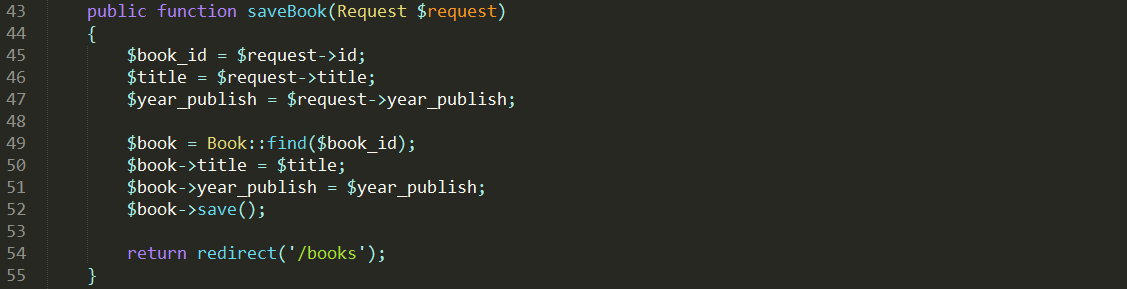 43 public function saveBook(Request $request)
44 {
45 $book_id = $request->id;
46 $title = $request->title;
47 $year_publish = $request->year_publish;
48
49 $book = Book::find($book_id);
50 $book->title = $title;
51 $book->year_publish = $year_publish;
52 $book->save();
53
54 return redirect('/books');
55 }